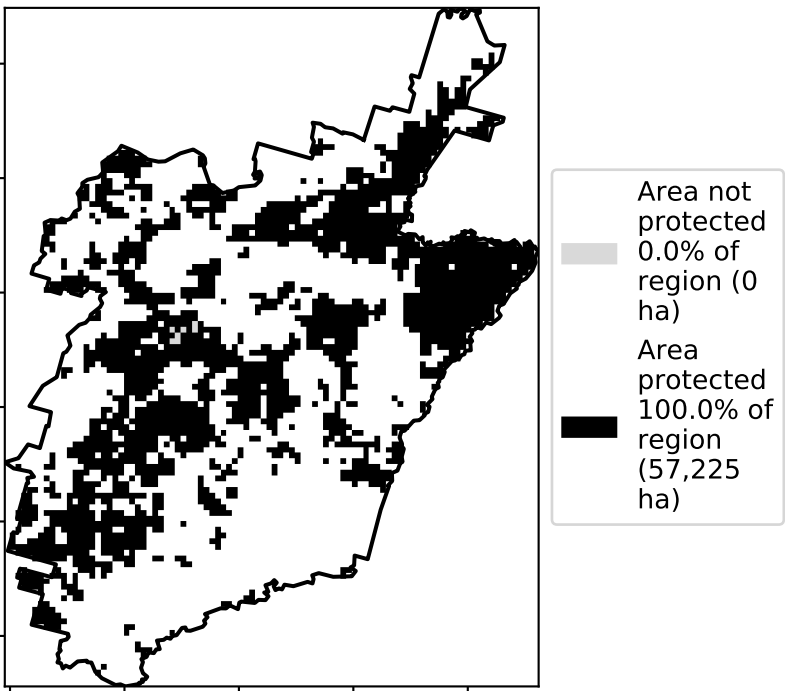 Area not
protected
0.0% of
region (0
ha)
Area
protected
100.0% of
region
(57,225
ha)